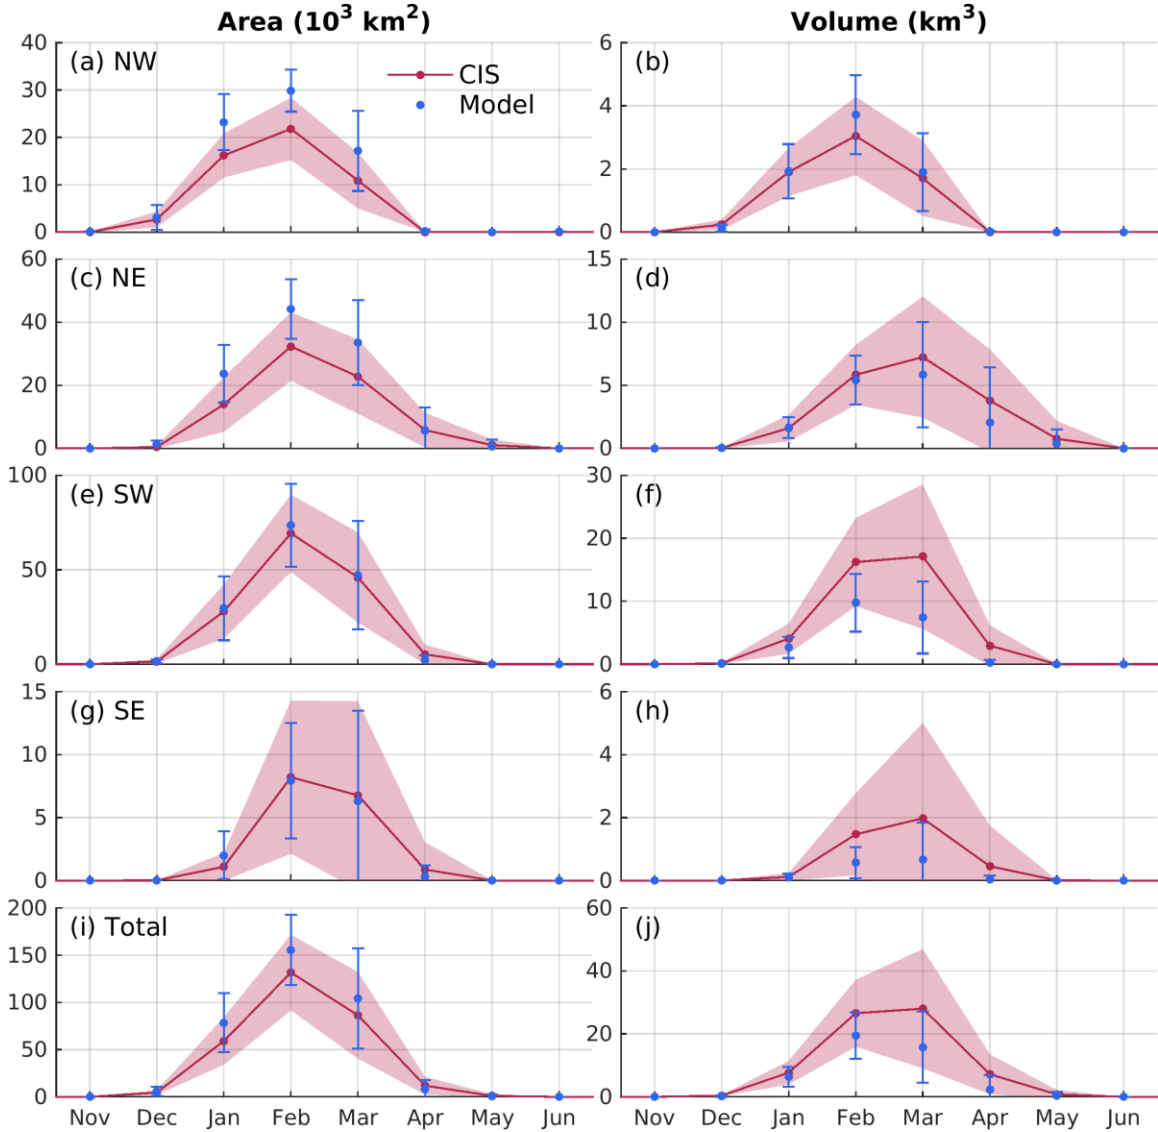 Area (10³ km²)
Volume (km³)
40
30
20
10
0
(a) NW
CIS
Model
6
4
2
0
(b)
60
40
20
0
(c) NE
15
10
5
0
(d)
100
50
0
(e) SW
30
20
10
0
(f)
15
10
5
0
(g) SE
6
4
2
0
(h)
200
150
100
50
0
(i) Total
60
40
20
0
(j)
Nov Dec Jan Feb Mar Apr May Jun
Nov Dec Jan Feb Mar Apr May Jun